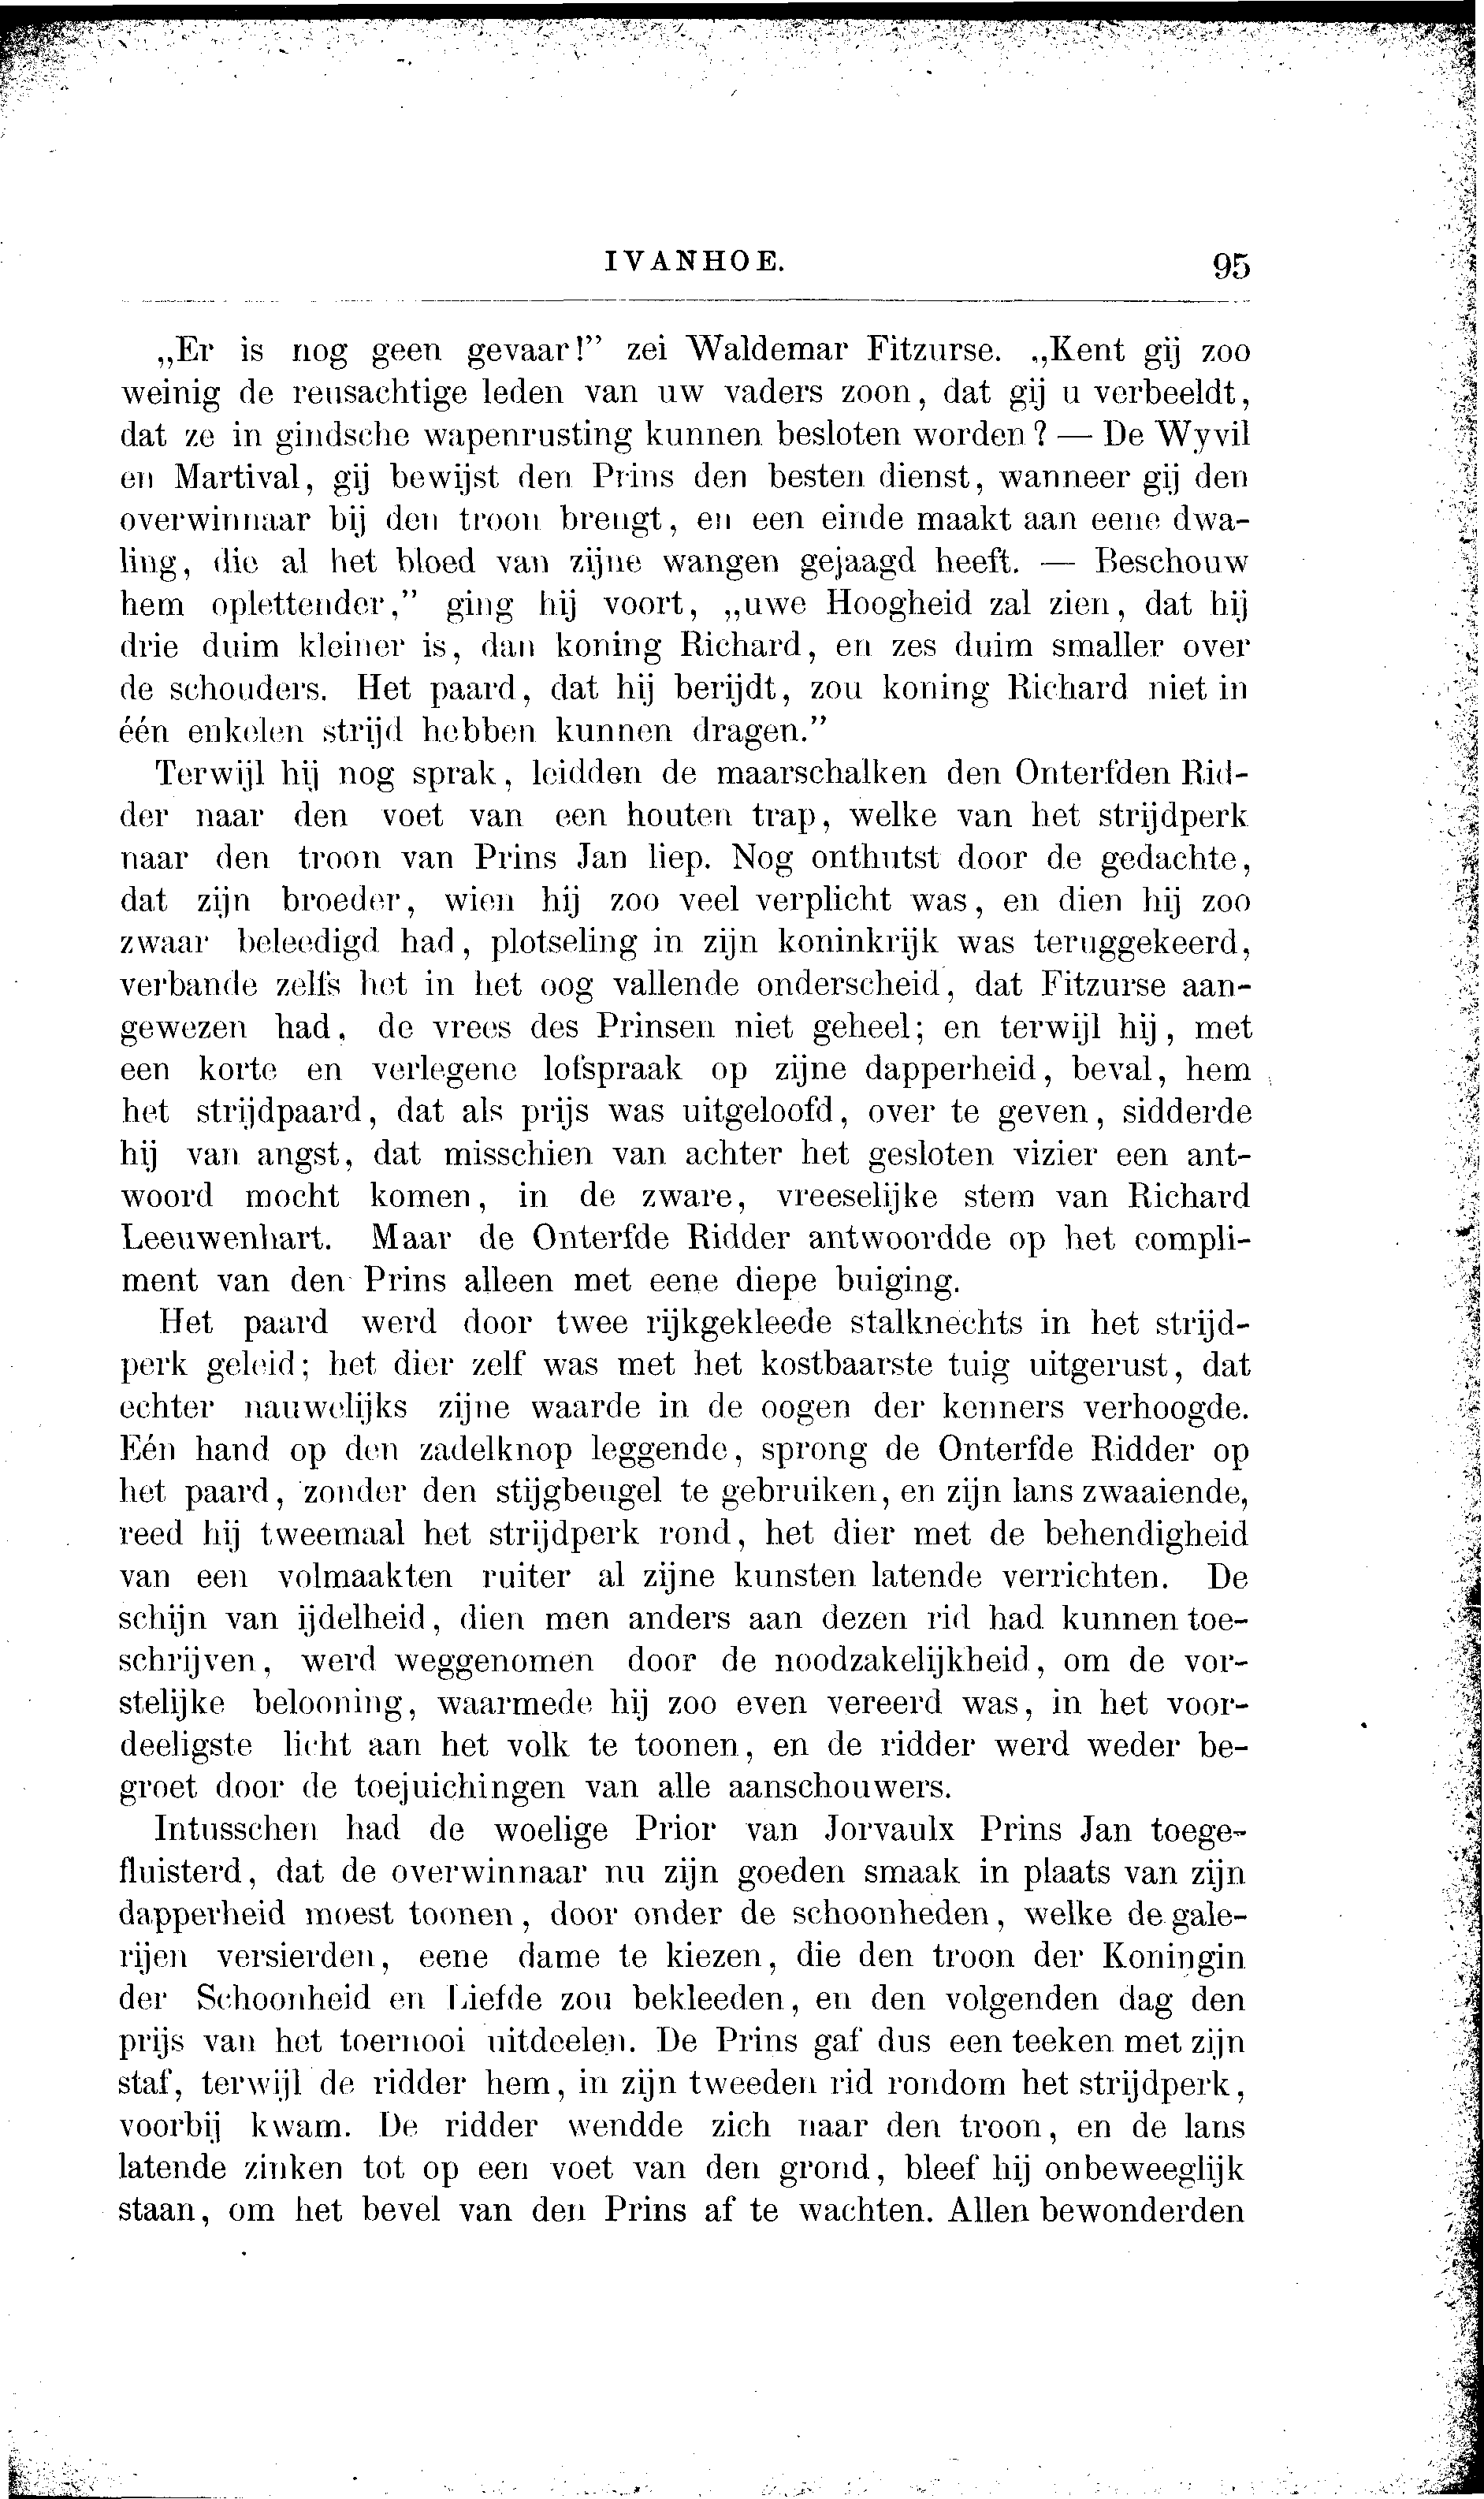 IVANHOE. 95
„Er is nog geen gevaar!” zei Waldemar Fitzurse. „Kent gij zoo
weinig de reusachtige leden van uw vaders zoon, dat gij u verbeeldt,
dat ze in gindsche wapenrusting kunnen besloten worden? — De Wyvil
en Martival, gij bewijst den Prins den besten dienst, wanneer gij den
overwinnaar bij den troon brengt, en een einde maakt aan eene dwa-
ling, die al het bloed van zijne wangen gejaagd heeft. — Beschouw
hem oplettender,” ging hij voort, „uwe Hoogheid zal zien, dat hij
drie duim kleiner is, dan koning Richard, en zes duim smaller over
de schouders. Het paard, dat hij berijdt, zou koning Richard niet in
één enkelen strijd hebben kunnen dragen.”
Terwijl hij nog sprak, leidden de maarschalken den Onterfden Rid-
der naar den voet van een houten trap, welke van het strijdperk
naar den troon van Prins Jan liep. Nog onthutst door de gedachte,
dat zijn broeder, wien hij zoo veel verplicht was, en dien hij zoo
zwaar beleedigd had, plotseling in zijn koninkrijk was teruggekeerd,
verbande zelfs het in het oog vallende onderscheid, dat Fitzurse aan-
gewezen had, de vrees des Prinsen niet geheel; en terwijl hij, met
een korte en verlegene lofspraak op zijne dapperheid, beval, hem
het strijdpaard, dat als prijs was uitgeloofd, over te geven, sidderde
hij van angst, dat misschien van achter het gesloten vizier een ant-
woord mocht komen, in de zware, vreeselijke stem van Richard
Leeuwenhart. Maar de Onterfde Ridder antwoordde op het compli-
ment van den Prins alleen met eene diepe buiging.
Het paard werd door twee rijkgekleede stalknechts in het strijd-
perk geleid; het dier zelf was met het kostbaarste tuig uitgerust, dat
echter nauwelijks zijne waarde in de oogen der kenners verhoogde.
Eén hand op den zadelknop leggende, sprong de Onterfde Ridder op
het paard, zonder den stijgbeugel te gebruiken, en zijn lans zwaaiende,
reed hij tweemaal het strijdperk rond, het dier met de behendigheid
van een volmaakten ruiter al zijne kunsten latende verrichten. De
schijn van ijdelheid, dien men anders aan dezen rid had kunnen toe-
schrijven, werd weggenomen door de noodzakelijkheid, om de vor-
stelijke belooning, waarmede hij zoo even vereerd was, in het voor-
deeligste licht aan het volk te toonen, en de ridder werd weder be-
groet door de toejuichingen van alle aanschouwers.
Intusschen had de woelige Prior van Jorvaulx Prins Jan toege-
fluisterd, dat de overwinnaar nu zijn goeden smaak in plaats van zijn
dapperheid moest toonen, door onder de schoonheden, welke de gale-
rijen versierden, eene dame te kiezen, die den troon der Koningin
der Schoonheid en Liefde zou bekleeden, en den volgenden dag den
prijs van het toernooi uitdeelen. De Prins gaf dus een teeken met zijn
staf, terwijl de ridder hem, in zijn tweeden rid rondom het strijdperk,
voorbij kwam. De ridder wendde zich naar den troon, en de lans
latende zinken tot op een voet van den grond, bleef hij onbeweeglijk
staan, om het bevel van den Prins af te wachten. Allen bewonderden